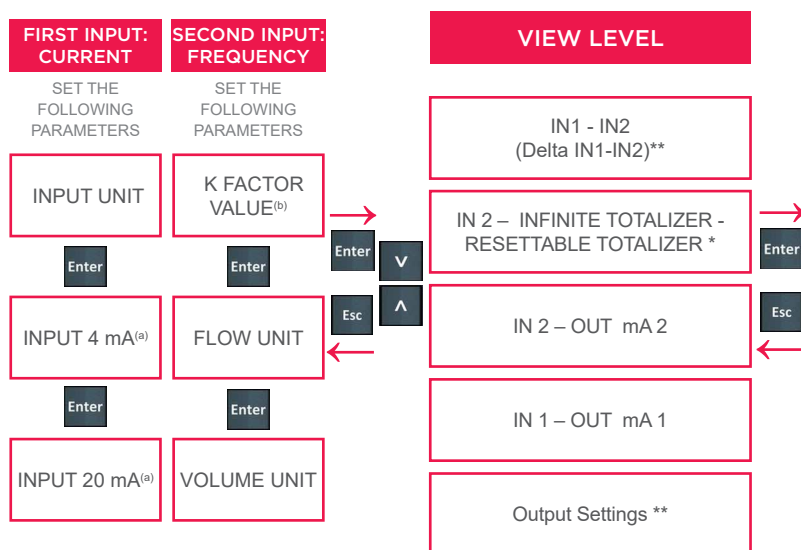 FIRST INPUT:
CURRENT
SET THE
FOLLOWING
PARAMETERS
INPUT UNIT
Enter
INPUT 4 mA(a)
Enter
INPUT 20 mA(a)
SECOND INPUT:
FREQUENCY
SET THE
FOLLOWING
PARAMETERS
K FACTOR
VALUE(b)
Enter
FLOW UNIT
Enter
VOLUME UNIT
→
Enter
Esc
←
∨
∧
VIEW LEVEL
IN1 - IN2
(Delta IN1-IN2)**
IN 2 – INFINITE TOTALIZER -
RESETTABLE TOTALIZER *
IN 2 – OUT mA 2
IN 1 – OUT mA 1
Output Settings **
→
Enter
Esc
←